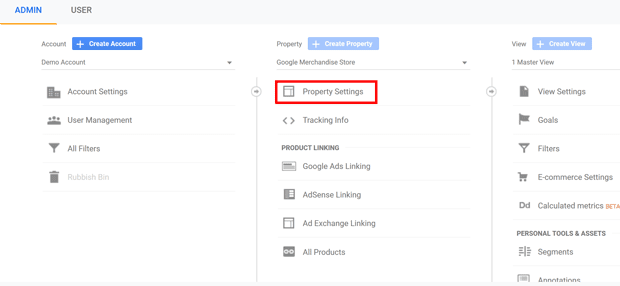 ADMIN USER
Account + Create Account
Demo Account
Account Settings
User Management
All Filters
Rubbish Bin
Property + Create Property
Google Merchandise Store
Property Settings
Tracking Info
PRODUCT LINKING
Google Ads Linking
AdSense Linking
Ad Exchange Linking
All Products
View + Create View
1 Master View
View Settings
Goals
Filters
E-commerce Settings
Dd Calculated metrics BETA
PERSONAL TOOLS & ASSETS
Segments
Annotations